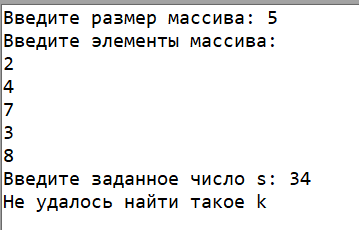 Введите размер массива: 5
Введите элементы массива:
2
4
7
3
8
Введите заданное число s: 34
Не удалось найти такое k